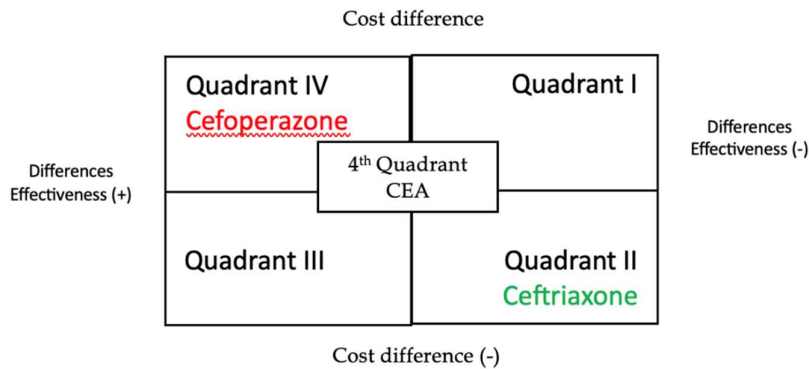 Cost difference
Quadrant IV
Cefoperazone
Quadrant I
Differences
Effectiveness (+)
4th Quadrant
CEA
Differences
Effectiveness (-)
Quadrant III
Quadrant II
Ceftriaxone
Cost difference (-)